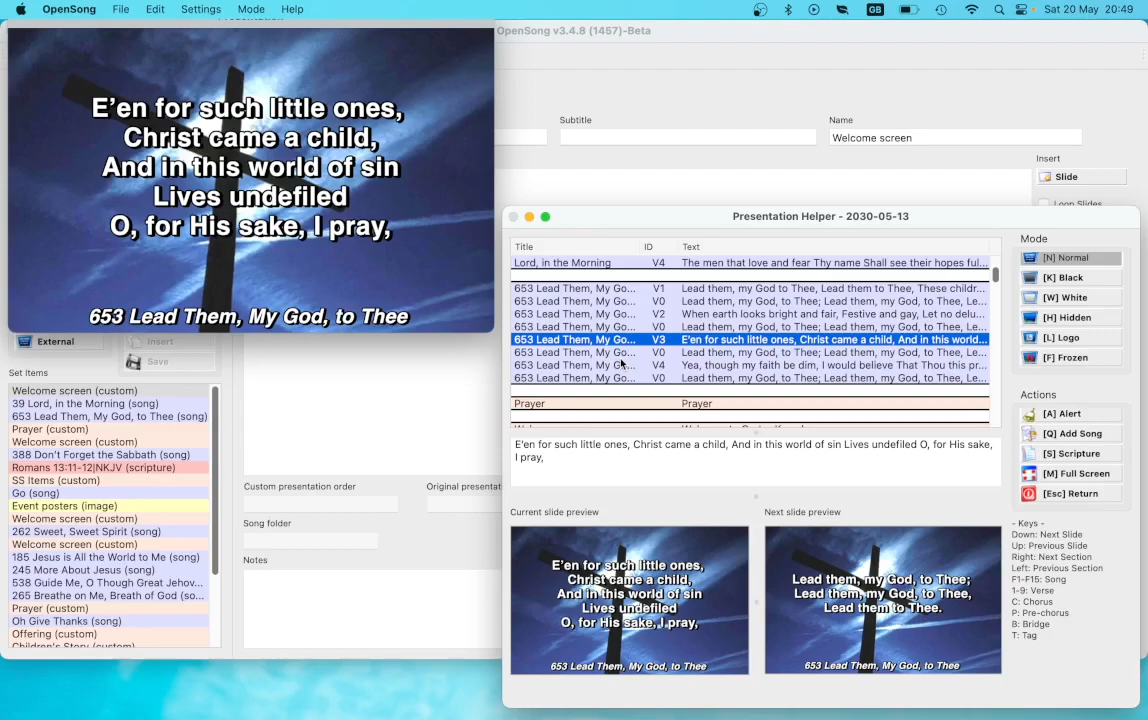 OpenSong File Edit Settings Mode Help
GB Sat 20 May 20:49
OpenSong v3.4.8 (1457)-Beta
E'en for such little ones,
Christ came a child,
And in this world of sin
Lives undefiled
O, for His sake, I pray,
653 Lead Them, My God, to Thee
Subtitle
Name
Welcome screen
Insert
Slide
Loop Slides
External
Insert
Save
Set Items
Welcome screen (custom)
39 Lord, in the Morning (song)
653 Lead Them, My God, to Thee (song)
Prayer (custom)
Welcome screen (custom)
388 Don't Forget the Sabbath (song)
Romans 13:11-12|NKJV (scripture)
SS Items (custom)
Go (song)
Event posters (image)
Welcome screen (custom)
262 Sweet, Sweet Spirit (song)
Welcome screen (custom)
185 Jesus is All the World to Me (song)
245 More About Jesus (song)
538 Guide Me, O Though Great Jehov...
265 Breathe on Me, Breath of God (so...
Prayer (custom)
Oh Give Thanks (song)
Offering (custom)
Children's Story (custom)
Custom presentation order
Original presentat
Song folder
Notes
Presentation Helper - 2030-05-13
Title ID Text
Lord, in the Morning V4 The men that love and fear Thy name Shall see their hopes ful...
653 Lead Them, My Go... V1 Lead them, my God to Thee, Lead them to Thee, These childr...
653 Lead Them, My Go... V0 Lead them, my God, to Thee; Lead them, my God, to Thee, Le...
653 Lead Them, My Go... V2 When earth looks bright and fair, Festive and gay, Let no delu...
653 Lead Them, My Go... V0 Lead them, my God, to Thee; Lead them, my God, to Thee, Le...
653 Lead Them, My Go... V3 E'en for such little ones, Christ came a child, And in this world...
653 Lead Them, My Go... V0 Lead them, my God, to Thee; Lead them, my God, to Thee, Le...
653 Lead Them, My Go... V4 Yea, though my faith be dim, I would believe That Thou this pr...
653 Lead Them, My Go... V0 Lead them, my God, to Thee; Lead them, my God, to Thee, Le...
Prayer Prayer
E'en for such little ones, Christ came a child, And in this world of sin Lives undefiled O, for His sake,
I pray,
Current slide preview
Next slide preview
E'en for such little ones,
Christ came a child,
And in this world of sin
Lives undefiled
O, for His sake, I pray,
653 Lead Them, My God, to Thee
Lead them, my God, to Thee;
Lead them, my God, to Thee,
Lead them to Thee.
653 Lead Them, My God, to Thee
Mode
[N] Normal
[K] Black
[W] White
[H] Hidden
[L] Logo
[F] Frozen
Actions
[A] Alert
[Q] Add Song
[S] Scripture
[M] Full Screen
[Esc] Return
- Keys -
Down: Next Slide
Up: Previous Slide
Right: Next Section
Left: Previous Section
F1-F15: Song
1-9: Verse
C: Chorus
P: Pre-chorus
B: Bridge
T: Tag